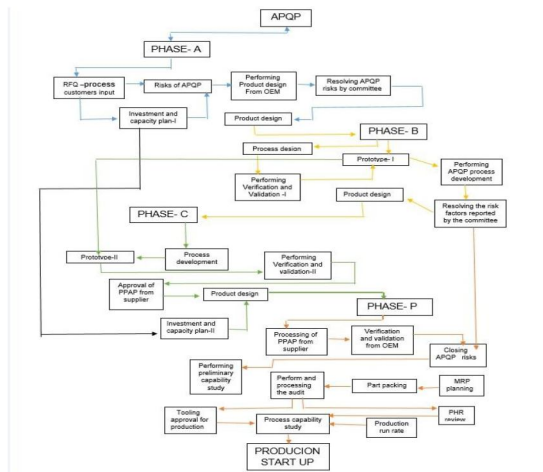 APQP
PHASE- A
RFQ –process
customers input
Risks of APQP
Performing
Product design
From OEM
Resolving APQP
risks by committee
Investment and
capacity plan-I
Product design
PHASE- B
Process design
Prototype- I
Performing
APQP process
development
Performing
Verification and
Validation -I
Product design
Resolving the risk
factors reported
by the committee
PHASE- C
Prototype-II
Process
development
Performing
Verification and
validation-II
Approval of
PPAP from
supplier
Product design
PHASE- P
Investment and
capacity plan-II
Processing of
PPAP from
supplier
Verification
and validation
from OEM
Closing
APQP risks
Performing
preliminary
capability
study
Perform and
processing
the audit
Part packing
MRP
planning
Tooling
approval for
production
Process capability
study
Production
run rate
PHR
review
PRODUCION
START UP